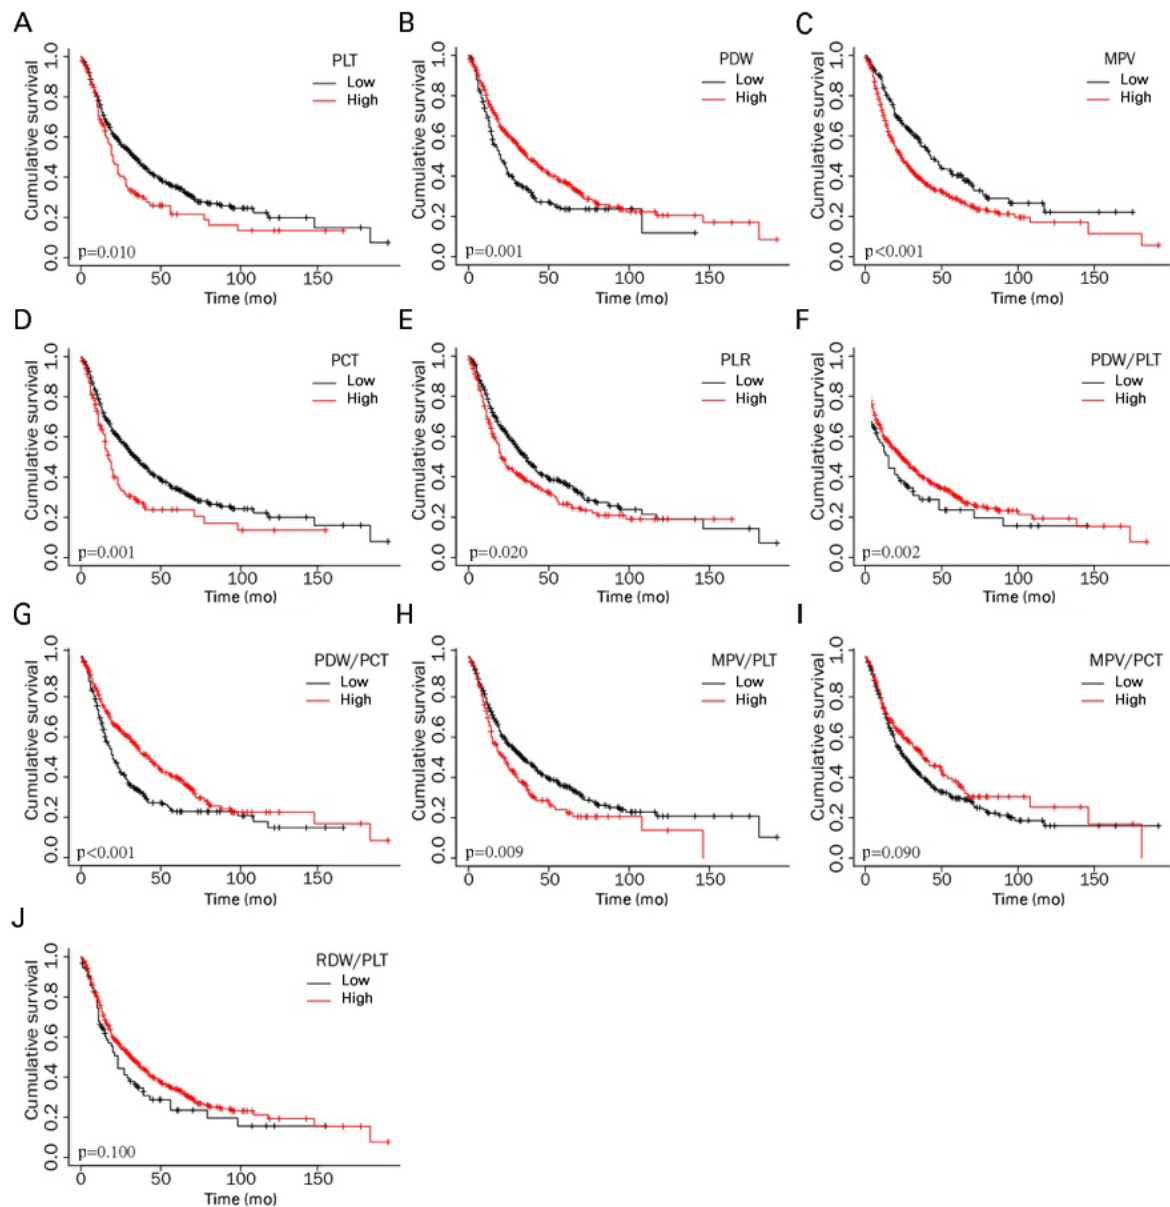 A
PLT
Low
High
Cumulative survival
0.0 0.2 0.4 0.6 0.8 1.0
p=0.010
0 50 100 150
Time (mo)
B
PDW
Low
High
Cumulative survival
0.0 0.2 0.4 0.6 0.8 1.0
p=0.001
0 50 100 150
Time (mo)
C
MPV
Low
High
Cumulative survival
0.0 0.2 0.4 0.6 0.8 1.0
p<0.001
0 50 100 150
Time (mo)
D
PCT
Low
High
Cumulative survival
0.0 0.2 0.4 0.6 0.8 1.0
p=0.001
0 50 100 150
Time (mo)
E
PLR
Low
High
Cumulative survival
0.0 0.2 0.4 0.6 0.8 1.0
p=0.020
0 50 100 150
Time (mo)
F
PDW/PLT
Low
High
Cumulative survival
0.0 0.2 0.4 0.6 0.8 1.0
p=0.002
0 50 100 150
Time (mo)
G
PDW/PCT
Low
High
Cumulative survival
0.0 0.2 0.4 0.6 0.8 1.0
p<0.001
0 50 100 150
Time (mo)
H
MPV/PLT
Low
High
Cumulative survival
0.0 0.2 0.4 0.6 0.8 1.0
p=0.009
0 50 100 150
Time (mo)
I
MPV/PCT
Low
High
Cumulative survival
0.0 0.2 0.4 0.6 0.8 1.0
p=0.090
0 50 100 150
Time (mo)
J
RDW/PLT
Low
High
Cumulative survival
0.0 0.2 0.4 0.6 0.8 1.0
p=0.100
0 50 100 150
Time (mo)